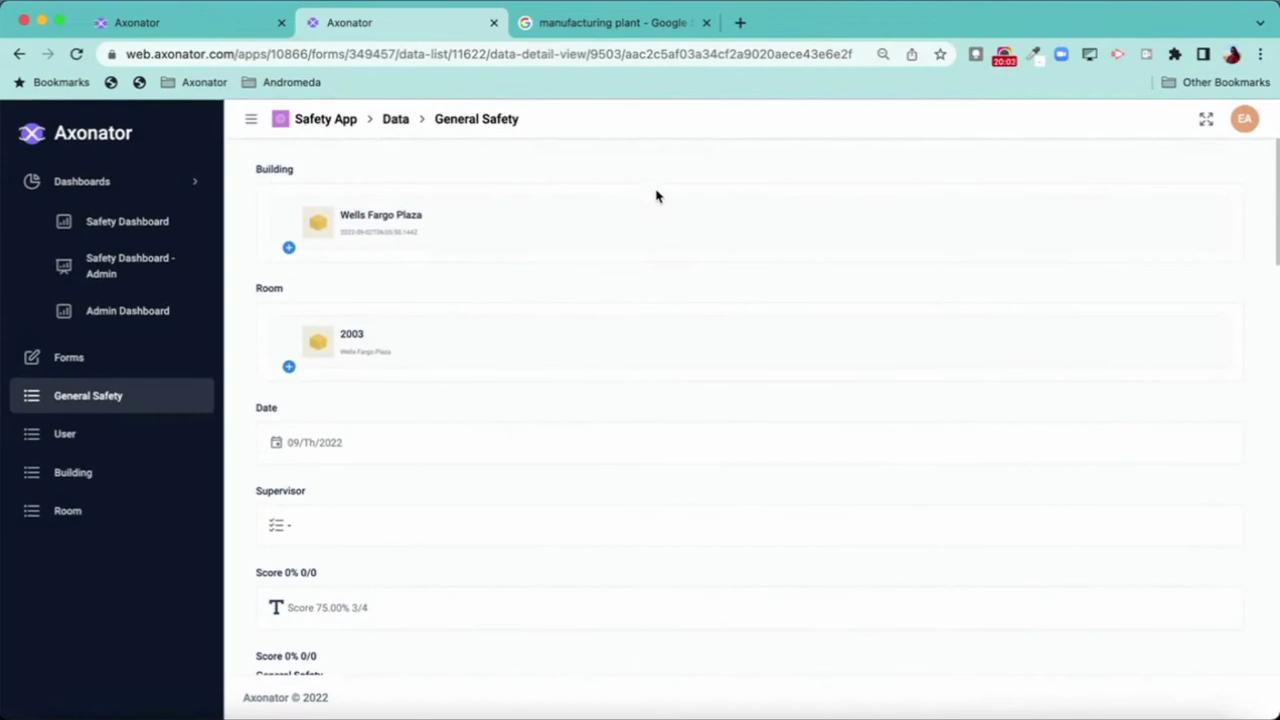 Axonator
Axonator
manufacturing plant - Google S
web.axonator.com/apps/10866/forms/349457/data-list/11622/data-detail-view/9503/aac2c5af03a34cf2a9020aece43e6e2f
20:03
Bookmarks
Axonator
Andromeda
Other Bookmarks
Axonator
Safety App > Data > General Safety
EA
Dashboards
Safety Dashboard
Safety Dashboard -
Admin
Admin Dashboard
Forms
General Safety
User
Building
Room
Building
Wells Fargo Plaza
Room
2003
Wells Fargo Plaza
Date
09/Th/2022
Supervisor
-
Score 0% 0/0
Score 75.00% 3/4
Score 0% 0/0
General Safety
Axonator © 2022